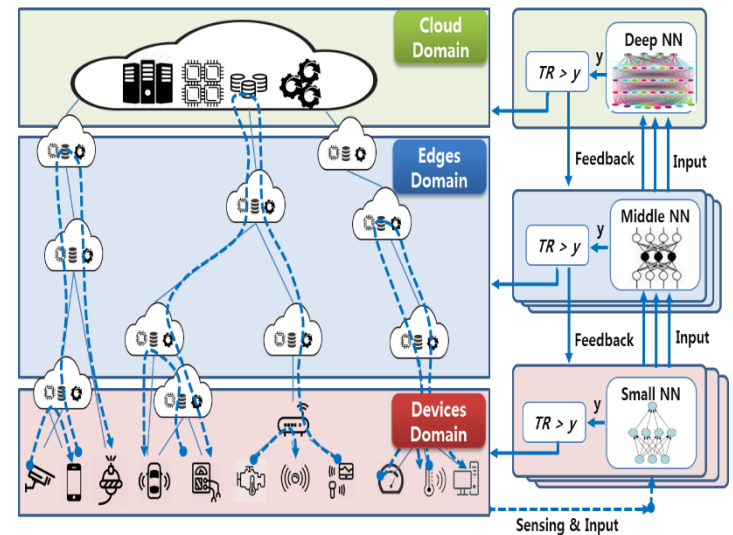 Cloud
Domain
Deep NN
y
TR > y
Feedback
Input
Edges
Domain
Middle NN
y
TR > y
Feedback
Input
Devices
Domain
Small NN
y
TR > y
Sensing & Input